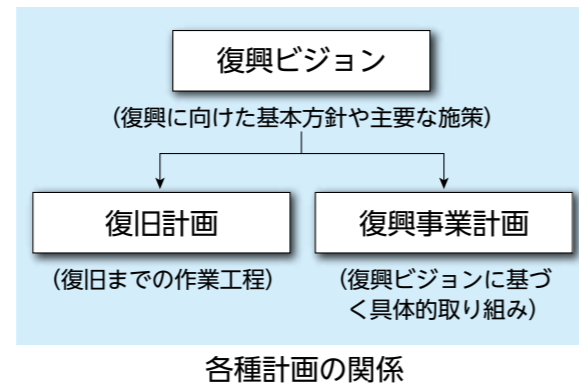 復興ビジョン
(復興に向けた基本方針や主要な施策)
復旧計画
(復旧までの作業工程)
復興事業計画
(復興ビジョンに基づ
く具体的取り組み)
各種計画の関係